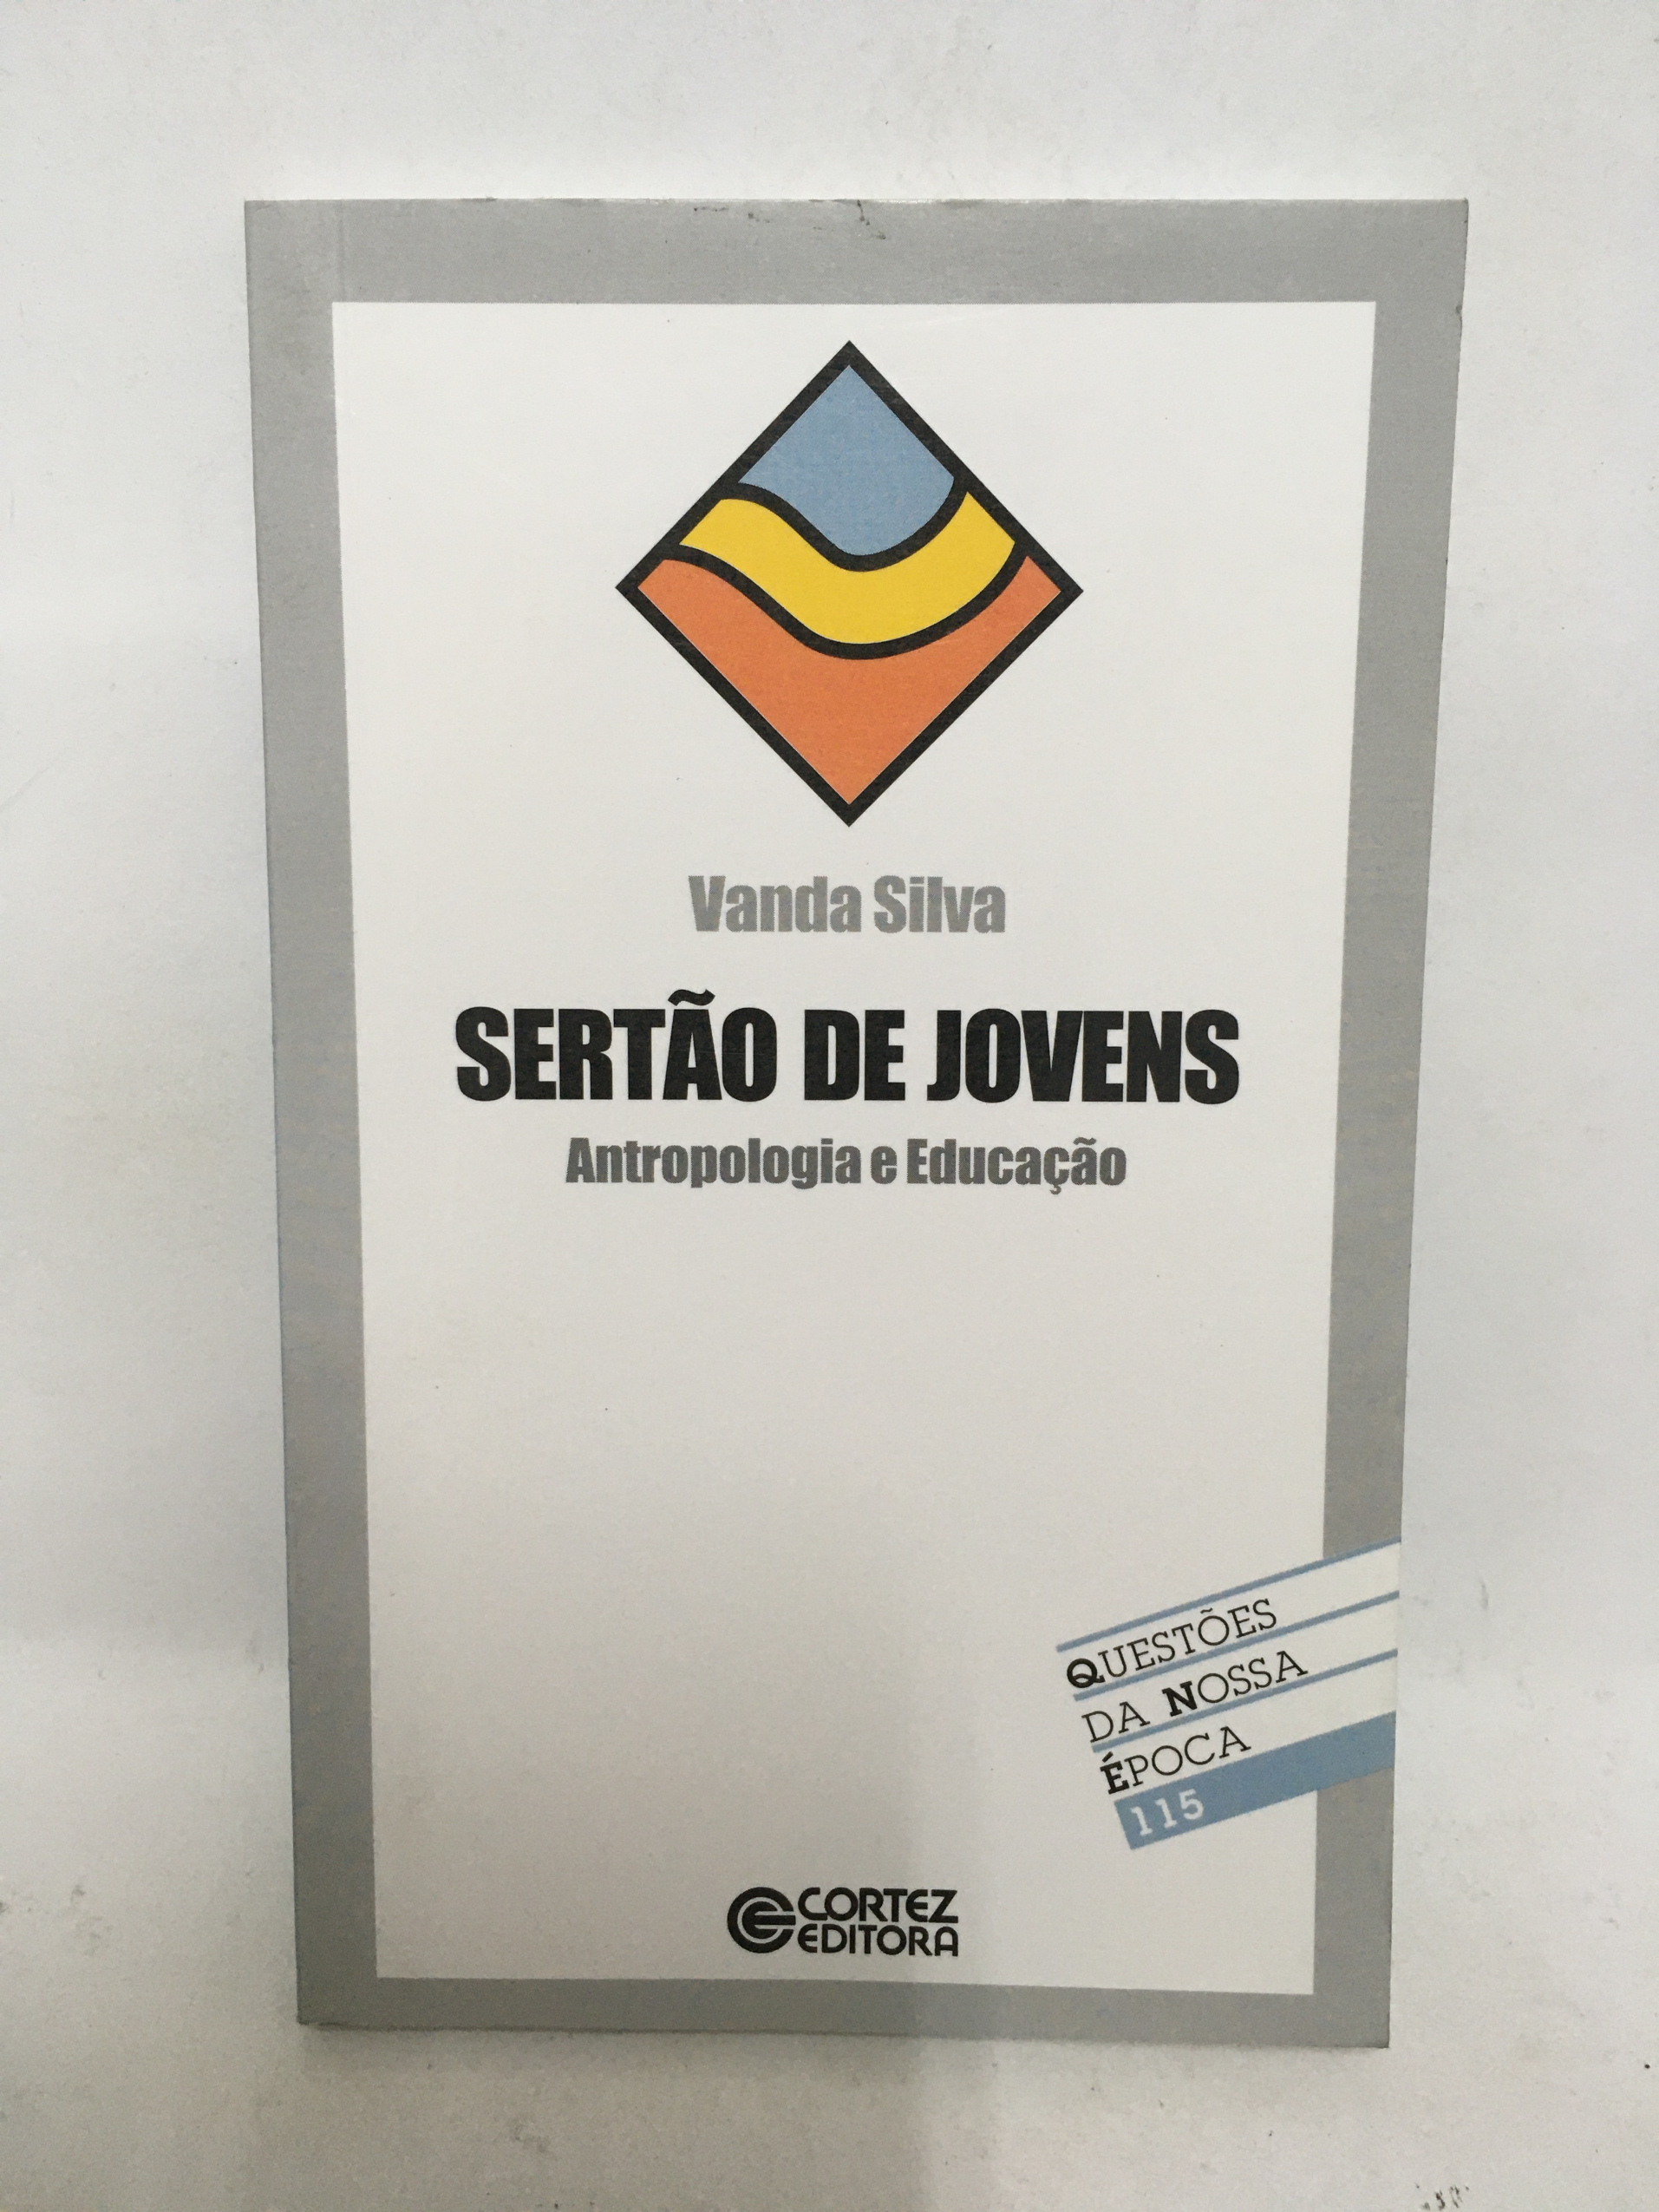 Vanda Silva
SERTÃO DE JOVENS
Antropologia e Educação
QUESTÕES
DA NOSSA
ÉPOCA
115
CORTEZ
EDITORA